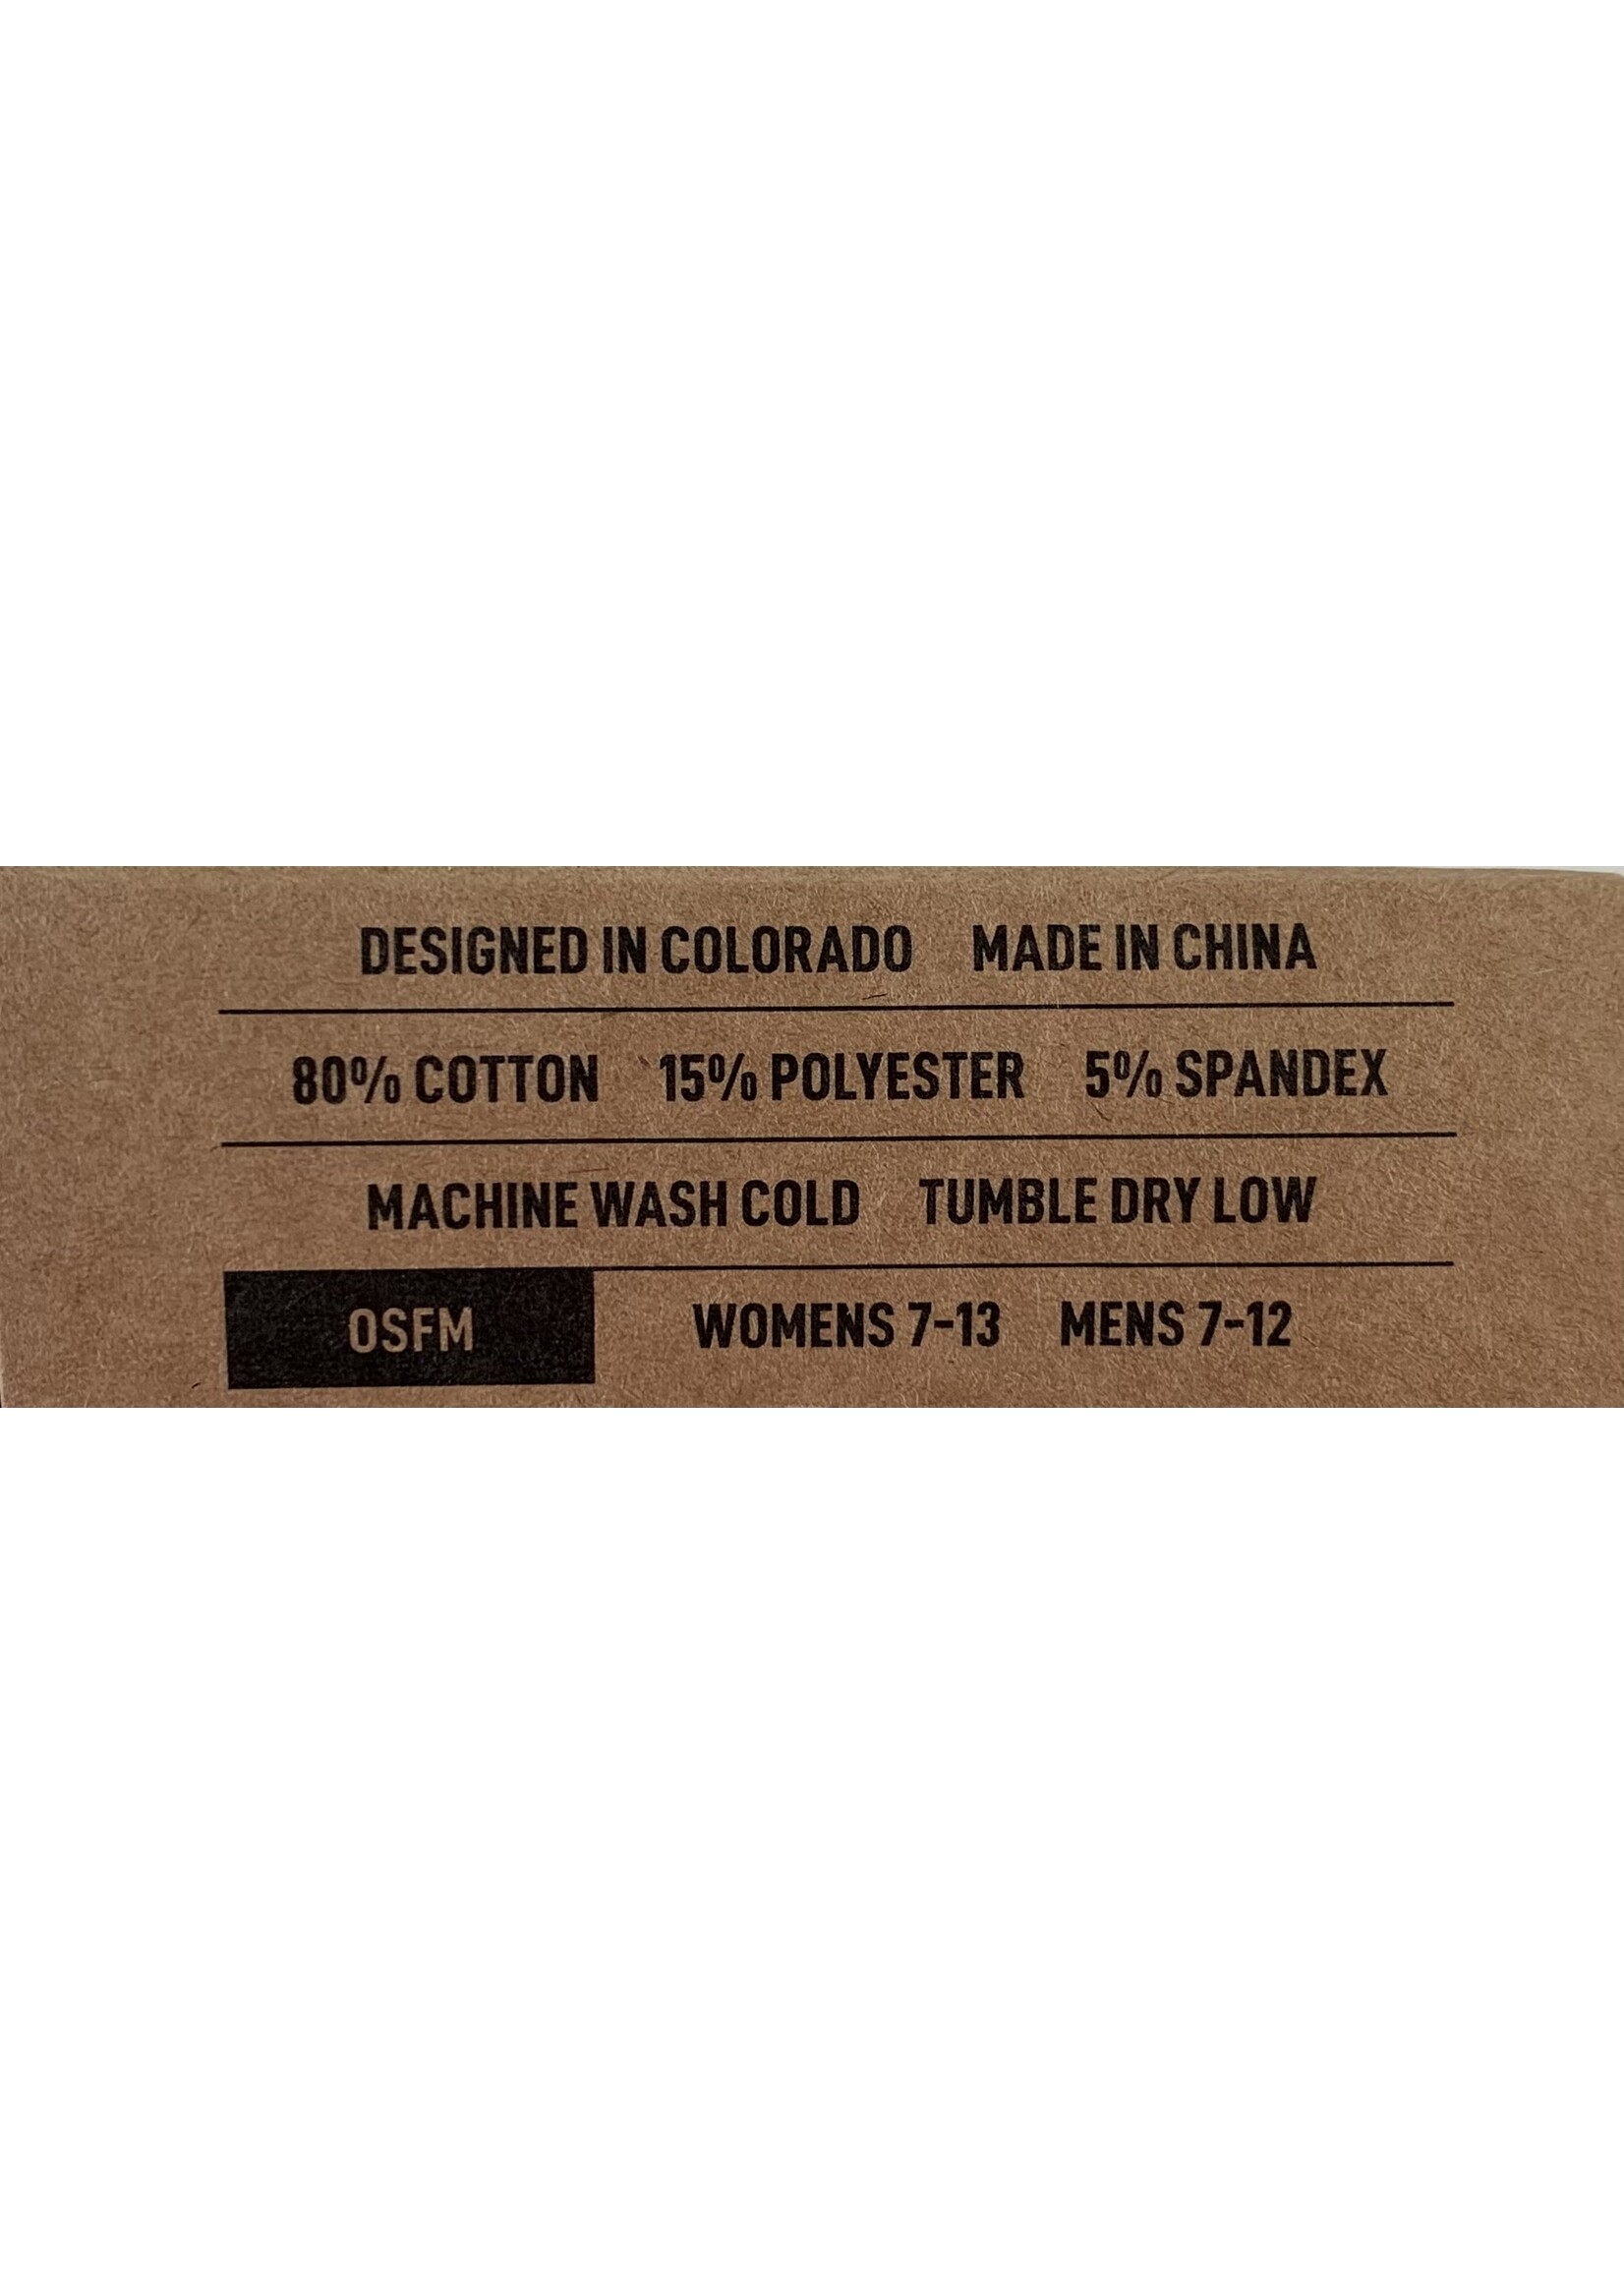 DESIGNED IN COLORADO MADE IN CHINA
80% COTTON 15% POLYESTER 5% SPANDEX
MACHINE WASH COLD TUMBLE DRY LOW
OSFM WOMENS 7-13 MENS 7-12